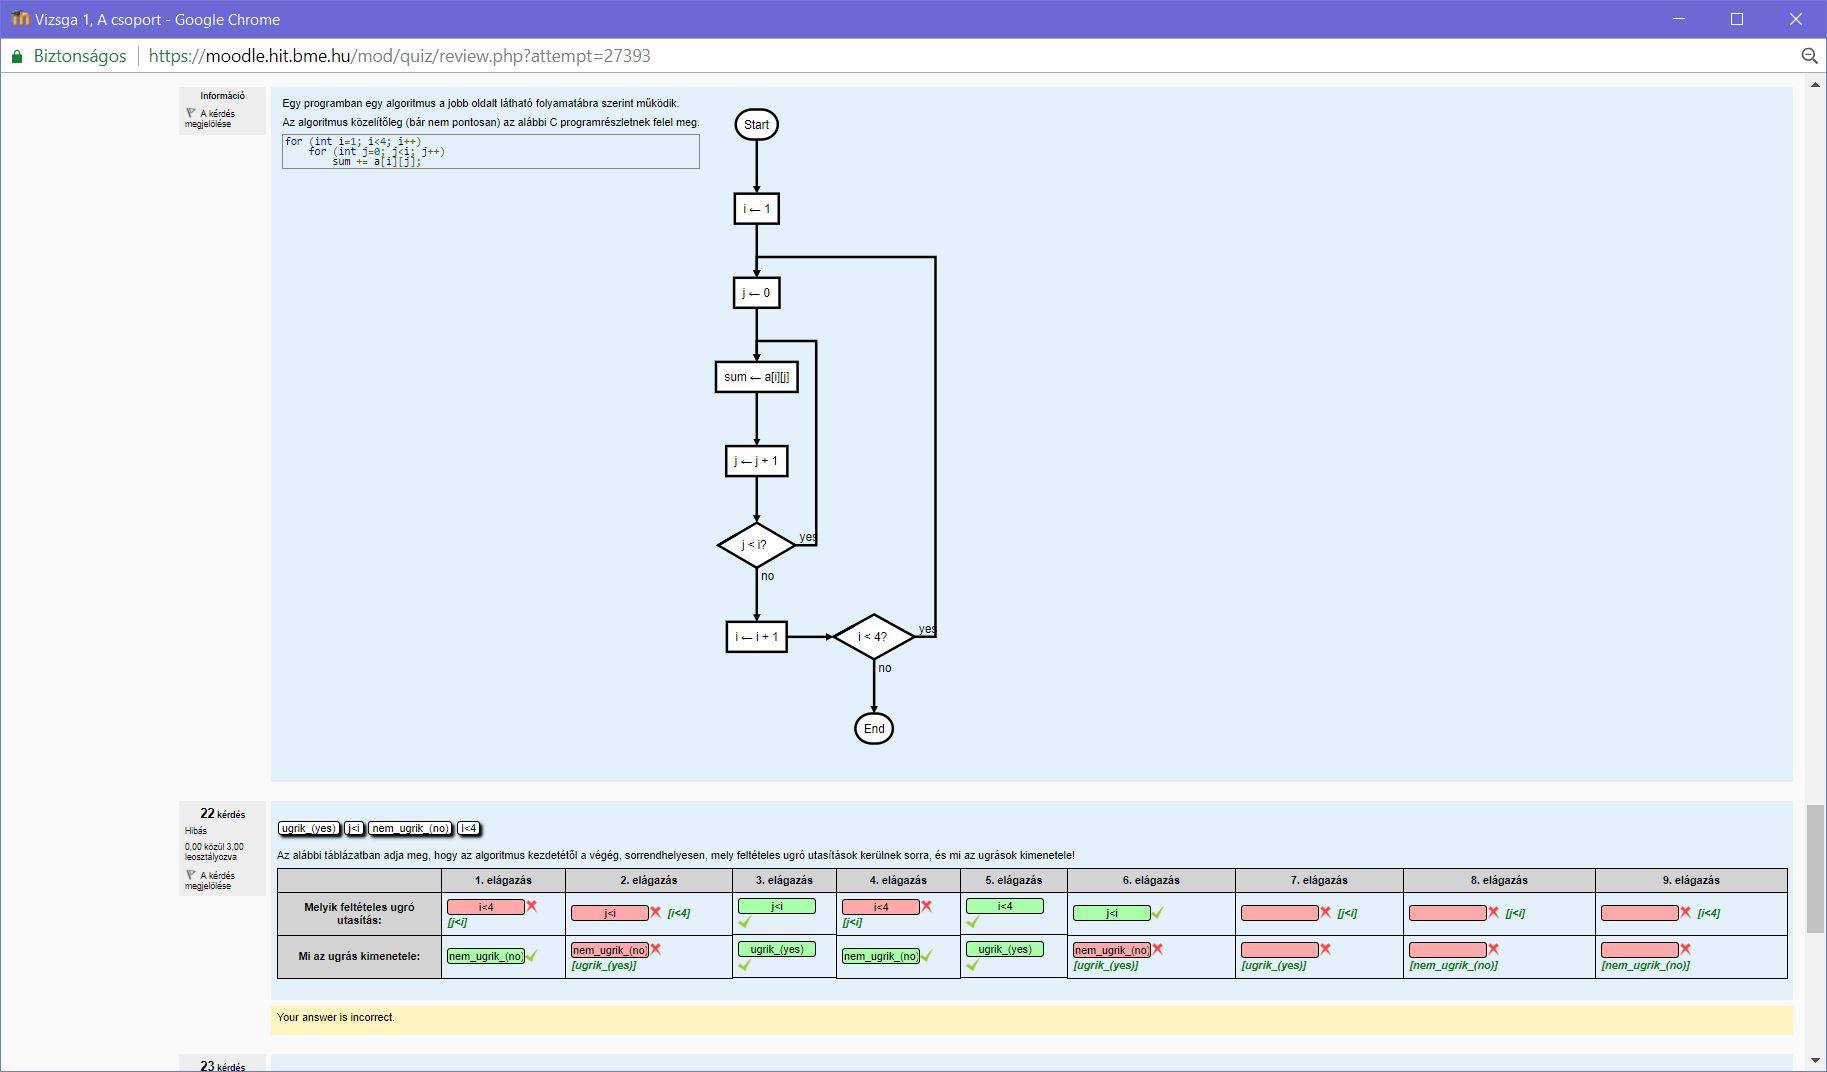 Vizsga 1, A csoport - Google Chrome
Biztonságos
https://moodle.hit.bme.hu/mod/quiz/review.php?attempt=27393
Információ
A kérdés
megjelölése
Egy programban egy algoritmus a jobb oldalt látható folyamatábra szerint működik.
Az algoritmus közelítőleg (bár nem pontosan) az alábbi C programrészletnek felel meg.
for (int i=1; i<4; i++)
for (int j=0; j<i; j++)
sum += a[i][j];
Start
i ← 1
j ← 0
sum ← a[i][j]
j ← j + 1
j < i?
yes
no
i ← i + 1
i < 4?
yes
no
End
22 kérdés
Hibás
0,00 közül 3,00
leosztályozva
A kérdés
megjelölése
ugrik_(yes) j<i nem_ugrik_(no) i<4
Az alábbi táblázatban adja meg, hogy az algoritmus kezdetétől a végég, sorrendhelyesen, mely feltételes ugró utasítások kerülnek sorra, és mi az ugrások kimenetele!
1. elágazás 2. elágazás 3. elágazás 4. elágazás 5. elágazás 6. elágazás 7. elágazás 8. elágazás 9. elágazás
Melyik feltételes ugró
utasítás:
i<4
[j<i]
j<i [i<4]
j<i
i<4
[j<i]
i<4
j<i
[j<i]
[j<i]
[i<4]
Mi az ugrás kimenetele:
nem_ugrik_(no)
nem_ugrik_(no)
[ugrik_(yes)]
ugrik_(yes)
nem_ugrik_(no)
ugrik_(yes)
nem_ugrik_(no)
[ugrik_(yes)]
[ugrik_(yes)]
[nem_ugrik_(no)]
[nem_ugrik_(no)]
Your answer is incorrect.
23 kérdés